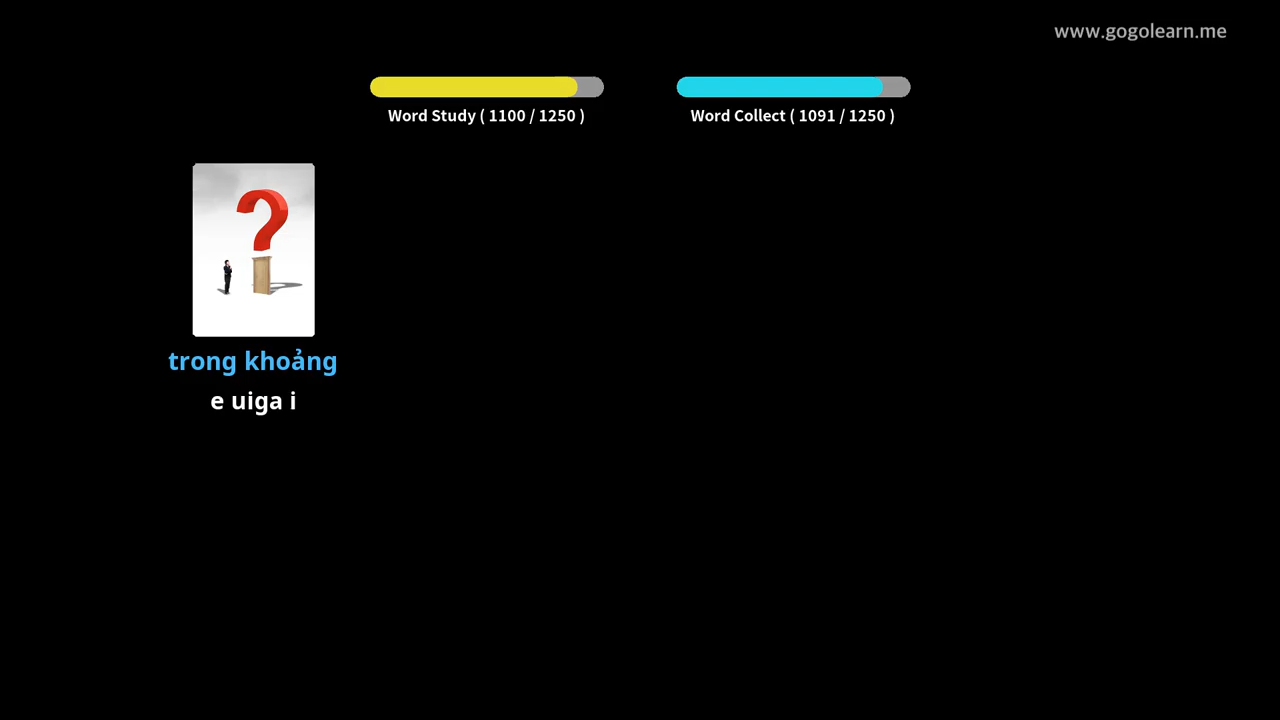 www.gogolearn.me
Word Study ( 1100 / 1250 )
Word Collect ( 1091 / 1250 )
trong khoảng
e uiga i